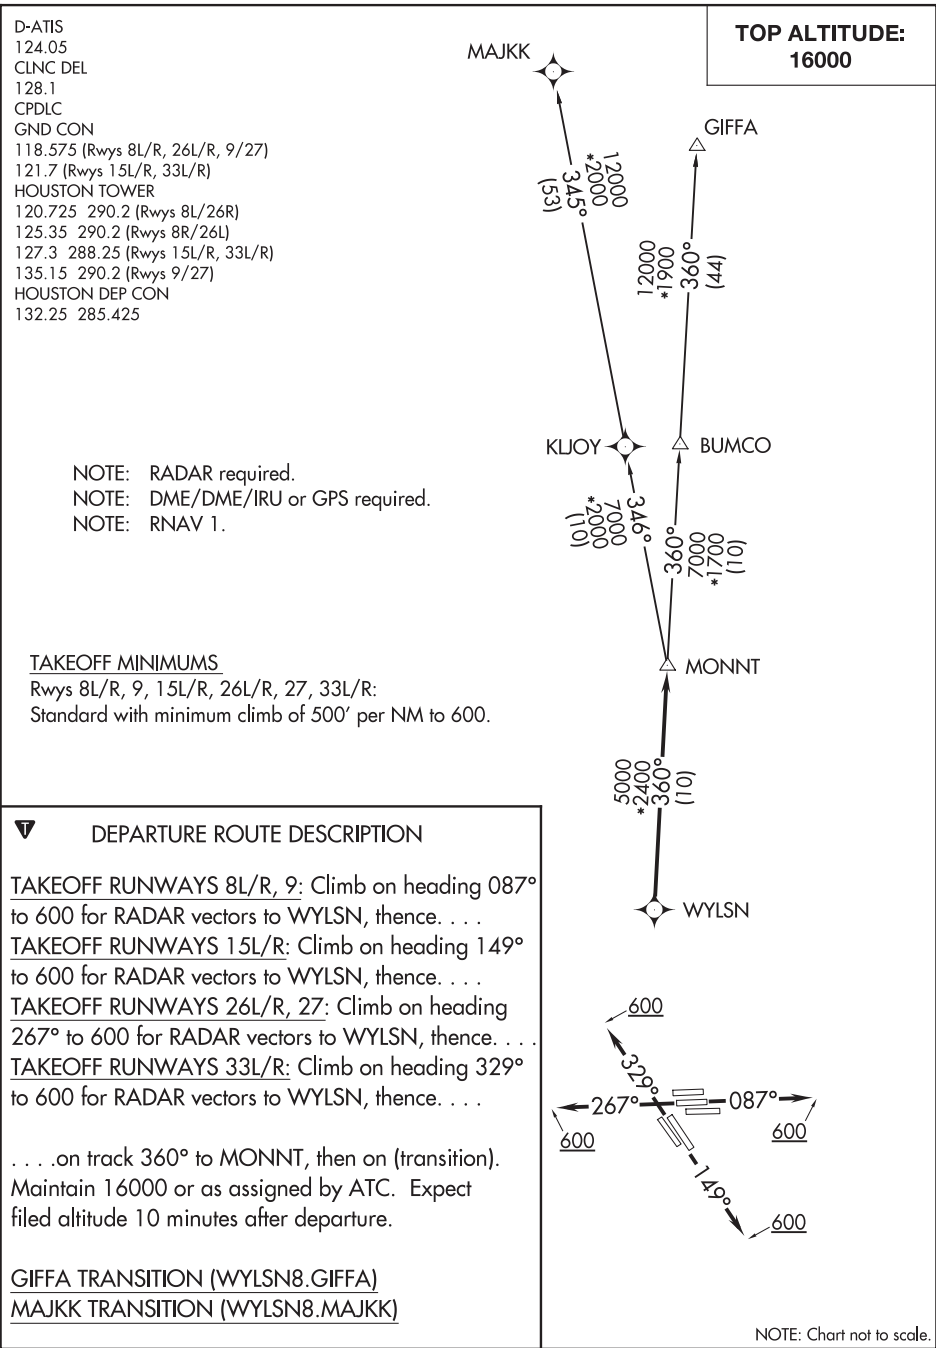 D-ATIS
124.05
CLNC DEL
128.1
CPDLC
GND CON
118.575 (Rwys 8L/R, 26L/R, 9/27)
121.7 (Rwys 15L/R, 33L/R)
HOUSTON TOWER
120.725 290.2 (Rwys 8L/26R)
125.35 290.2 (Rwys 8R/26L)
127.3 288.25 (Rwys 15L/R, 33L/R)
135.15 290.2 (Rwys 9/27)
HOUSTON DEP CON
132.25 285.425
TOP ALTITUDE:
16000
MAJKK
GIFFA
12000
*2000
345°
(53)
12000
*1900
360°
(44)
KLJOY
BUMCO
NOTE: RADAR required.
NOTE: DME/DME/IRU or GPS required.
NOTE: RNAV 1.
346°
7000
*2000
(10)
360°
7000
*1700
(10)
MONNT
TAKEOFF MINIMUMS
Rwys 8L/R, 9, 15L/R, 26L/R, 27, 33L/R:
Standard with minimum climb of 500' per NM to 600.
5000
*2400
360°
(10)
WYLSN
T
DEPARTURE ROUTE DESCRIPTION
TAKEOFF RUNWAYS 8L/R, 9: Climb on heading 087°
to 600 for RADAR vectors to WYLSN, thence. . . .
TAKEOFF RUNWAYS 15L/R: Climb on heading 149°
to 600 for RADAR vectors to WYLSN, thence. . . .
TAKEOFF RUNWAYS 26L/R, 27: Climb on heading
267° to 600 for RADAR vectors to WYLSN, thence. . . .
TAKEOFF RUNWAYS 33L/R: Climb on heading 329°
to 600 for RADAR vectors to WYLSN, thence. . . .
. . . .on track 360° to MONNT, then on (transition).
Maintain 16000 or as assigned by ATC. Expect
filed altitude 10 minutes after departure.
GIFFA TRANSITION (WYLSN8.GIFFA)
MAJKK TRANSITION (WYLSN8.MAJKK)
600
329°
267°
087°
600
600
149°
600
NOTE: Chart not to scale.